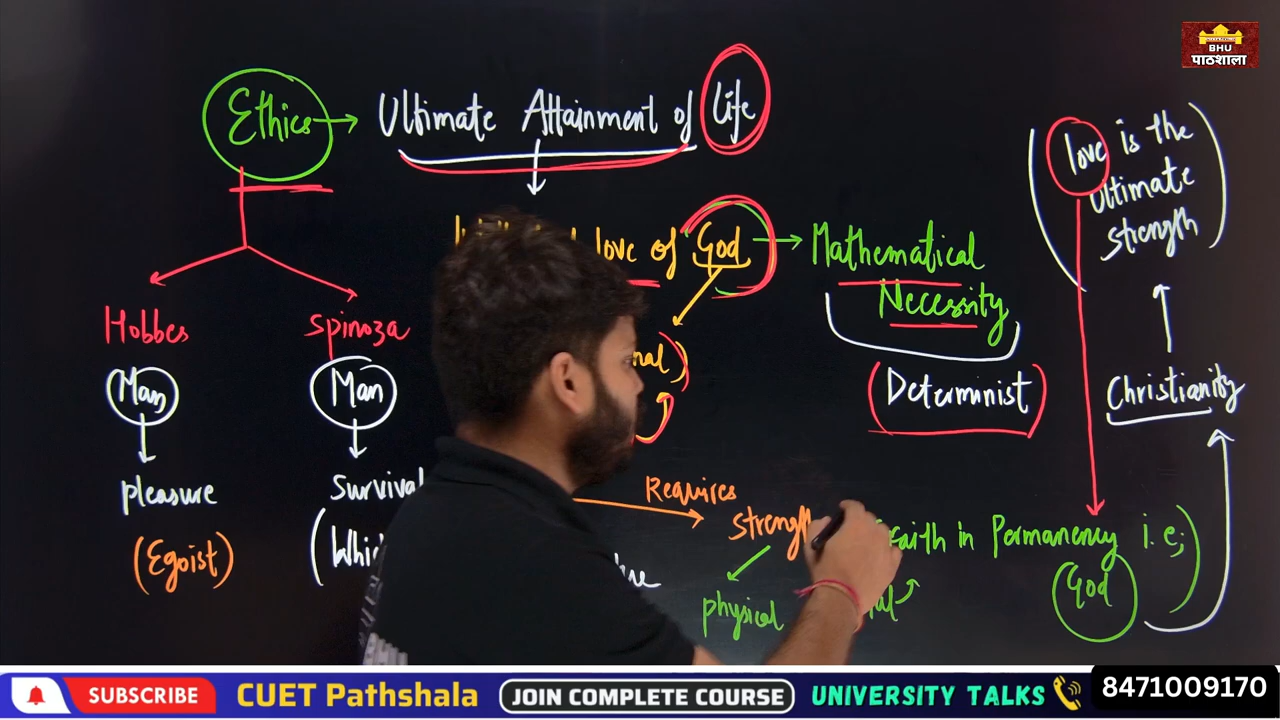 BHU
पाठशाला
Ethics → Ultimate Attainment of life
love of God → Mathematical
Necessity
(Determinist)
(love is the
Ultimate
strength)
Christianity
Hobbes
Man
pleasure
(Egoist)
spinoza
Man
Survival
Requires
strength
physical
faith in Permanency i.e;
God
SUBSCRIBE
CUET Pathshala
JOIN COMPLETE COURSE
UNIVERSITY TALKS
8471009170